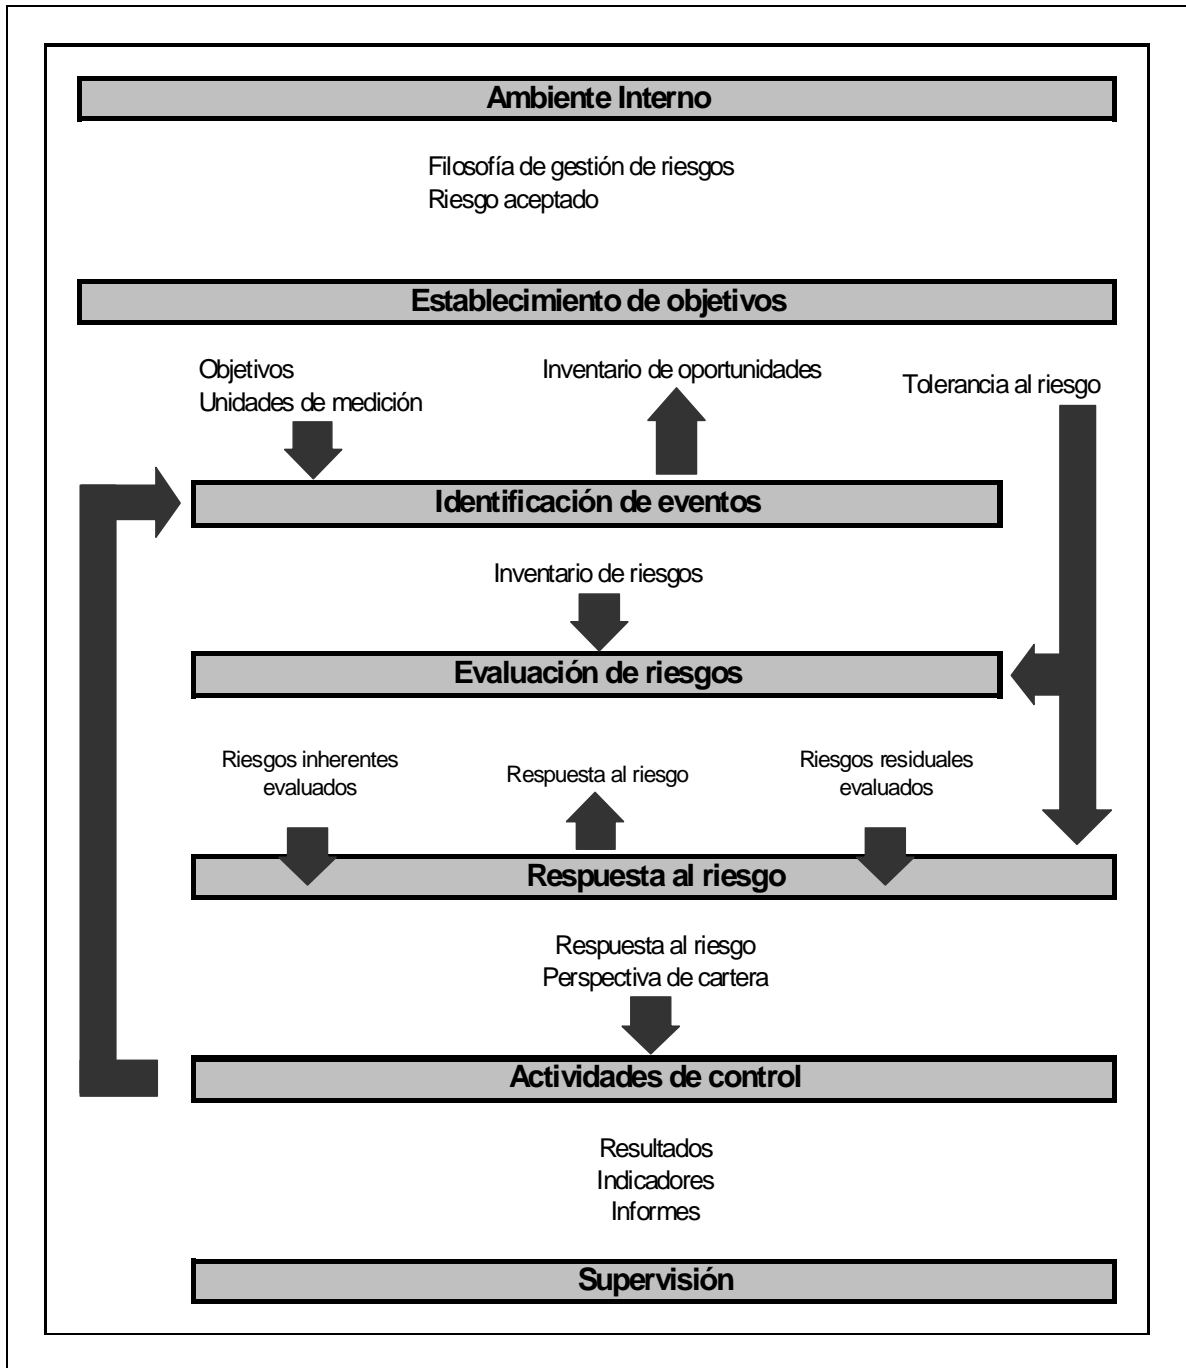 Ambiente Interno
Filosofía de gestión de riesgos
Riesgo aceptado
Establecimiento de objetivos
Objetivos
Unidades de medición
Inventario de oportunidades
Tolerancia al riesgo
Identificación de eventos
Inventario de riesgos
Evaluación de riesgos
Riesgos inherentes
evaluados
Respuesta al riesgo
Riesgos residuales
evaluados
Respuesta al riesgo
Respuesta al riesgo
Perspectiva de cartera
Actividades de control
Resultados
Indicadores
Informes
Supervisión